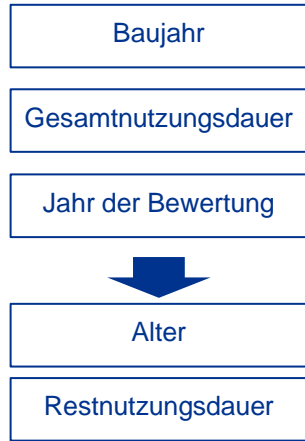 Baujahr
Gesamtnutzungsdauer
Jahr der Bewertung
Alter
Restnutzungsdauer